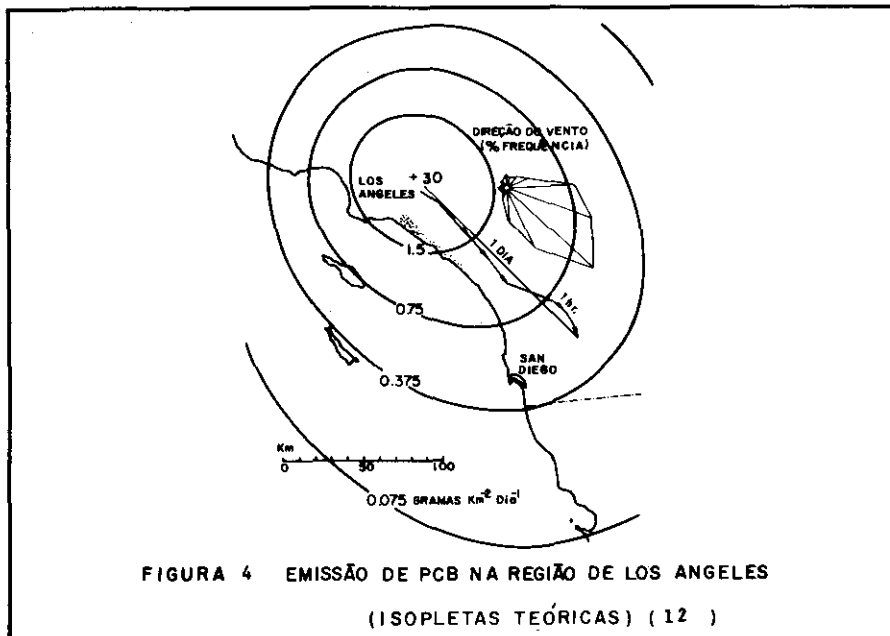 DIREÇÃO DO VENTO
(% FREQUÊNCIA)
+ 30
LOS
ANGELES
1.5
1 DIA
1 hr.
0.75
SAN
DIEGO
0.375
Km
0 50 100
0.075 GRAMAS Km⁻² Dia⁻¹
FIGURA 4 EMISSÃO DE PCB NA REGIÃO DE LOS ANGELES
(ISOPLETAS TEÓRICAS) (12 )